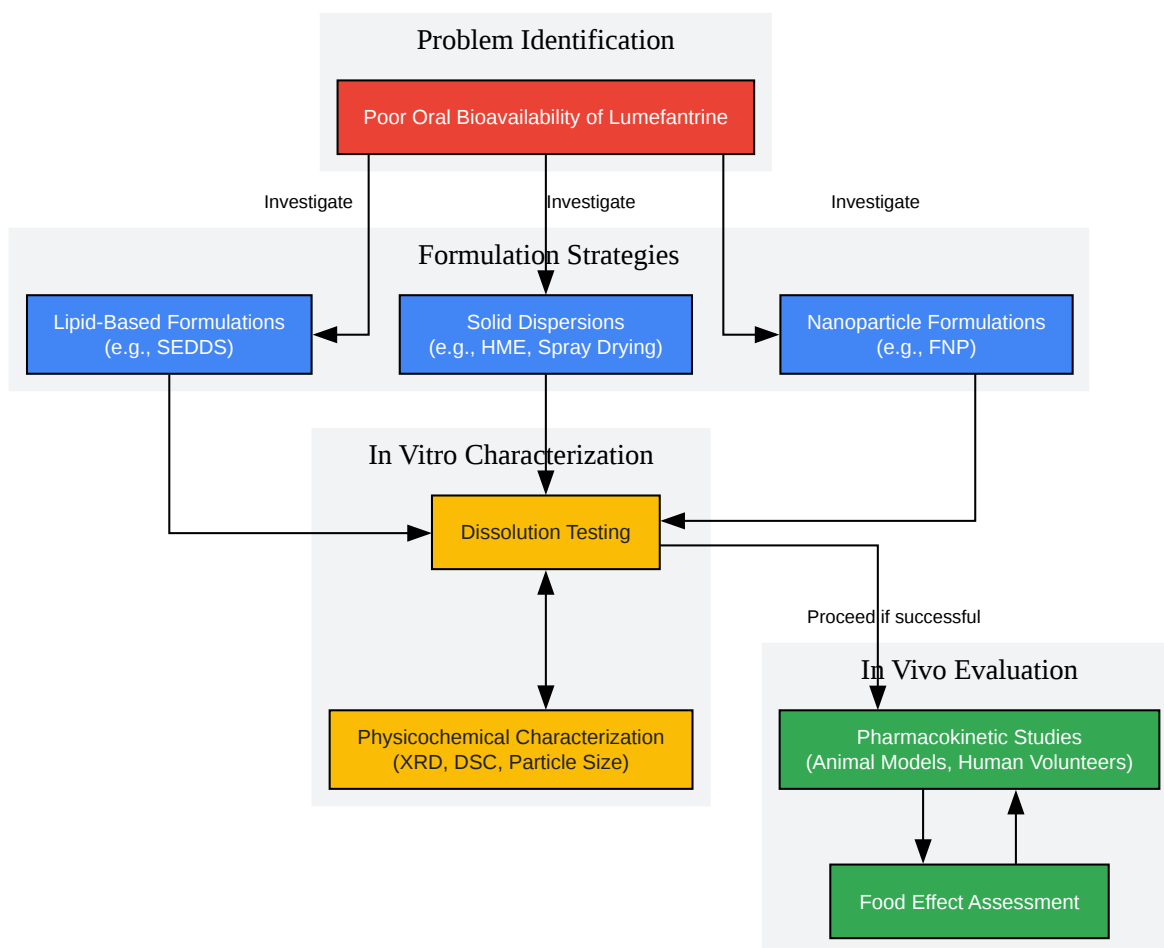 Problem Identification
Poor Oral Bioavailability of Lumefantrine
Investigate
Investigate
Investigate
Formulation Strategies
Lipid-Based Formulations
(e.g., SEDDS)
Solid Dispersions
(e.g., HME, Spray Drying)
Nanoparticle Formulations
(e.g., FNP)
In Vitro Characterization
Dissolution Testing
Proceed if successful
In Vivo Evaluation
Physicochemical Characterization
(XRD, DSC, Particle Size)
Pharmacokinetic Studies
(Animal Models, Human Volunteers)
Food Effect Assessment